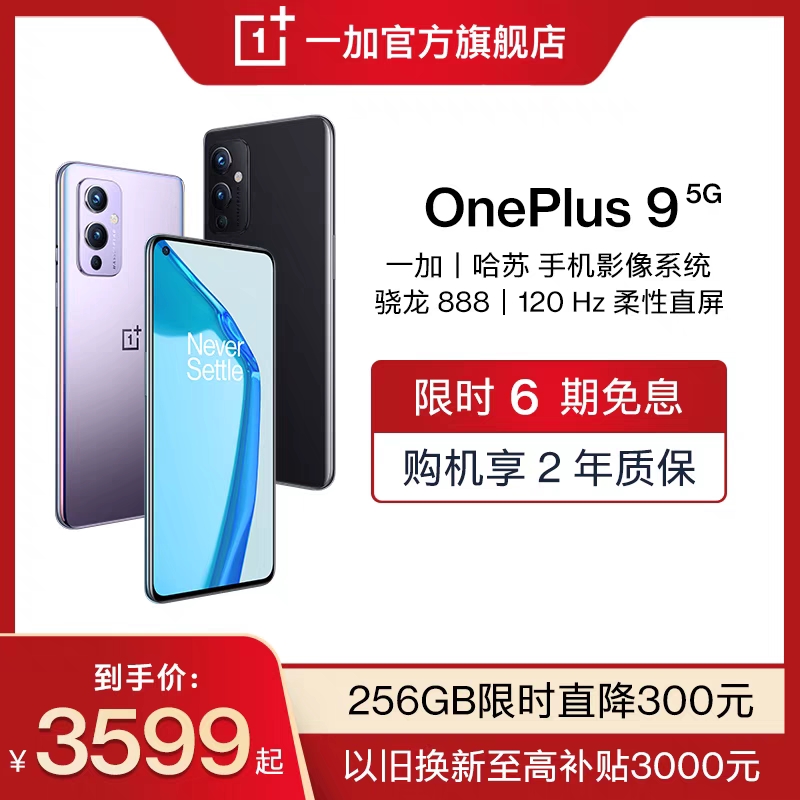 1+ 一加官方旗舰店
OnePlus 9 5G
一加｜哈苏 手机影像系统
骁龙 888｜120 Hz 柔性直屏
Never
Settle
1+
限时 6 期免息
购机享 2 年质保
到手价：
¥3599起
256GB限时直降300元
以旧换新至高补贴3000元